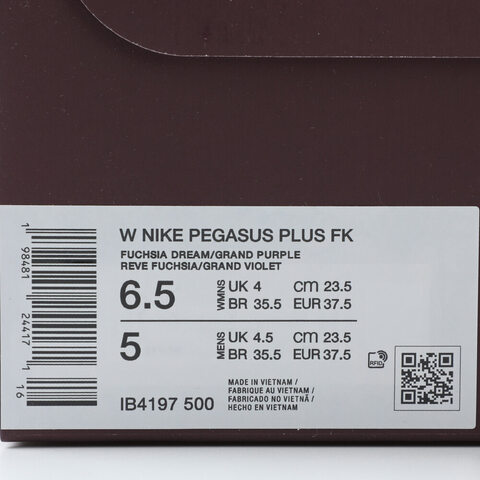 W NIKE PEGASUS PLUS FK
FUCHSIA DREAM/GRAND PURPLE
REVE FUCHSIA/GRAND VIOLET
6.5 WMNS UK 4 cm 23.5
BR 35.5 EUR 37.5
5 MENS UK 4.5 cm 23.5
BR 35.5 EUR 37.5
RFID
MADE IN VIETNAM /
FABRIQUE AU VIETNAM /
FABRICADO NO VIETNÃ /
HECHO EN VIETNAM
IB4197 500
1 98481 24417 1 16